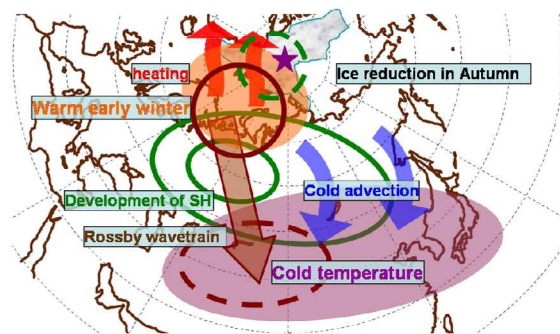 heating
Ice reduction in Autumn
Warm early winter
Cold advection
Development of SH
Rossby wavetrain
Cold temperature